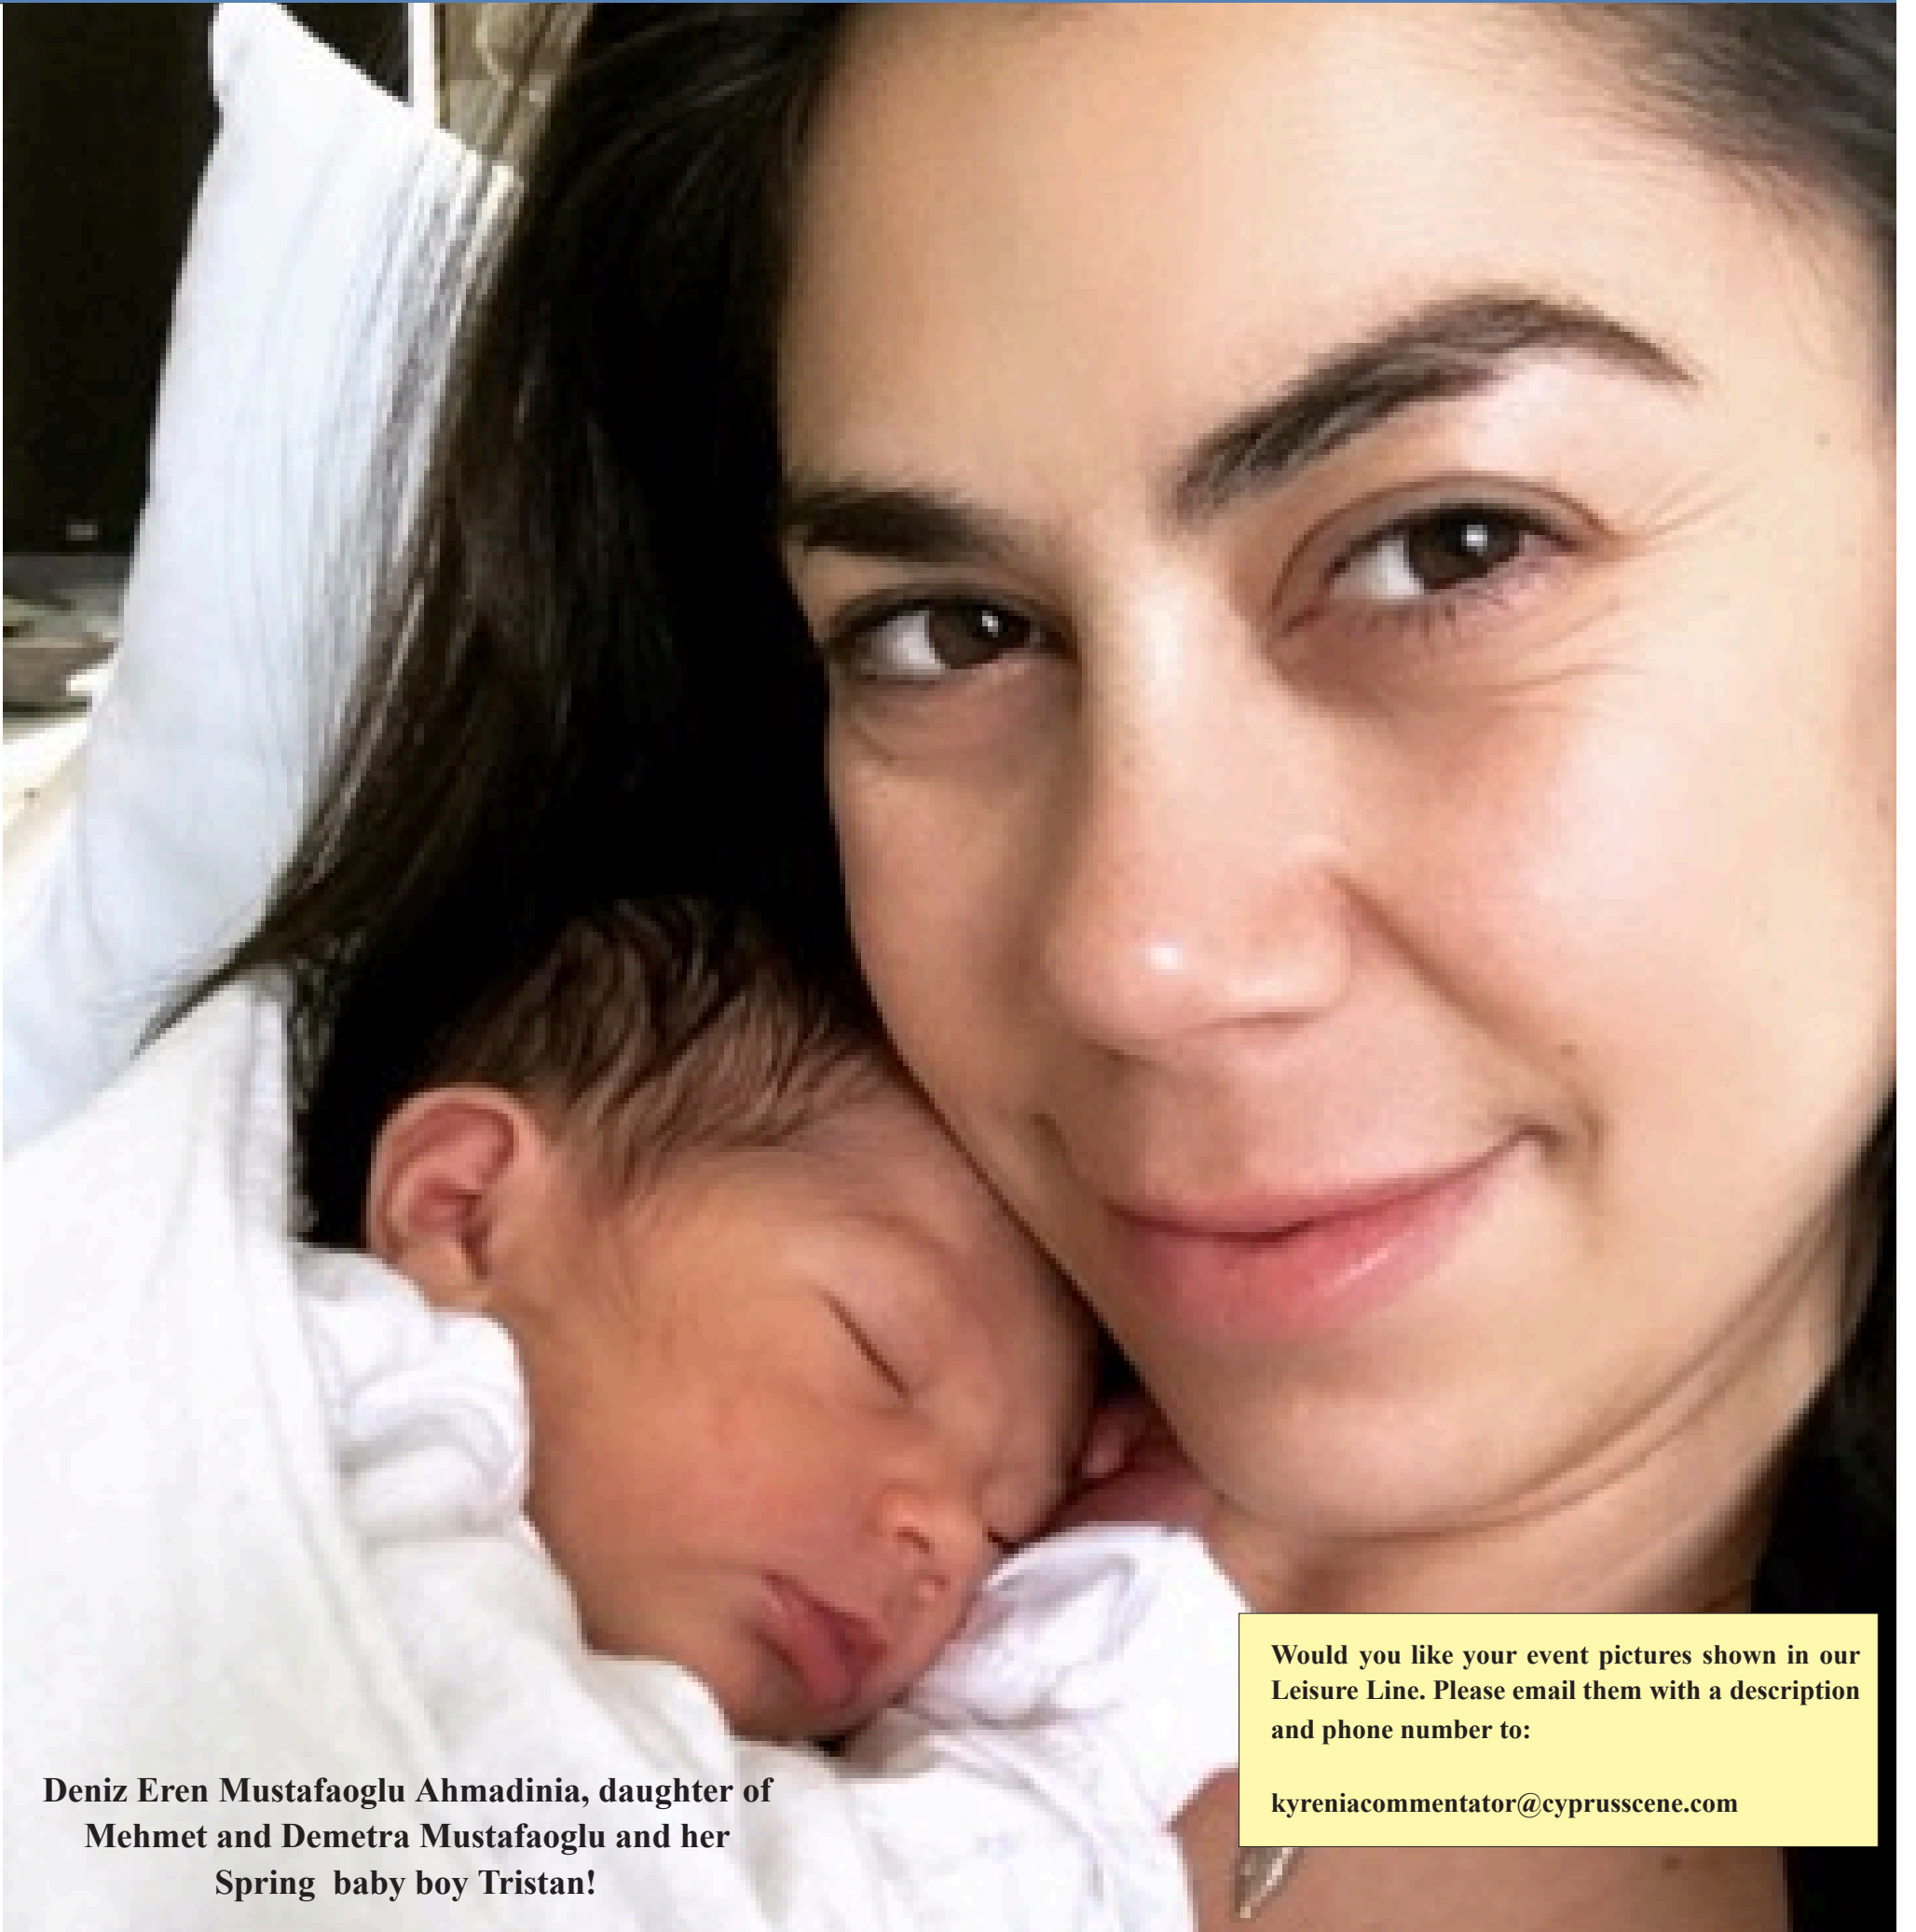 Deniz Eren Mustafaoglu Ahmadinia, daughter of
Mehmet and Demetra Mustafaoglu and her
Spring  baby boy Tristan!
Would you like your event pictures shown in our
Leisure Line. Please email them with a description
and phone number to:
kyreniacommentator@cyprusscene.com